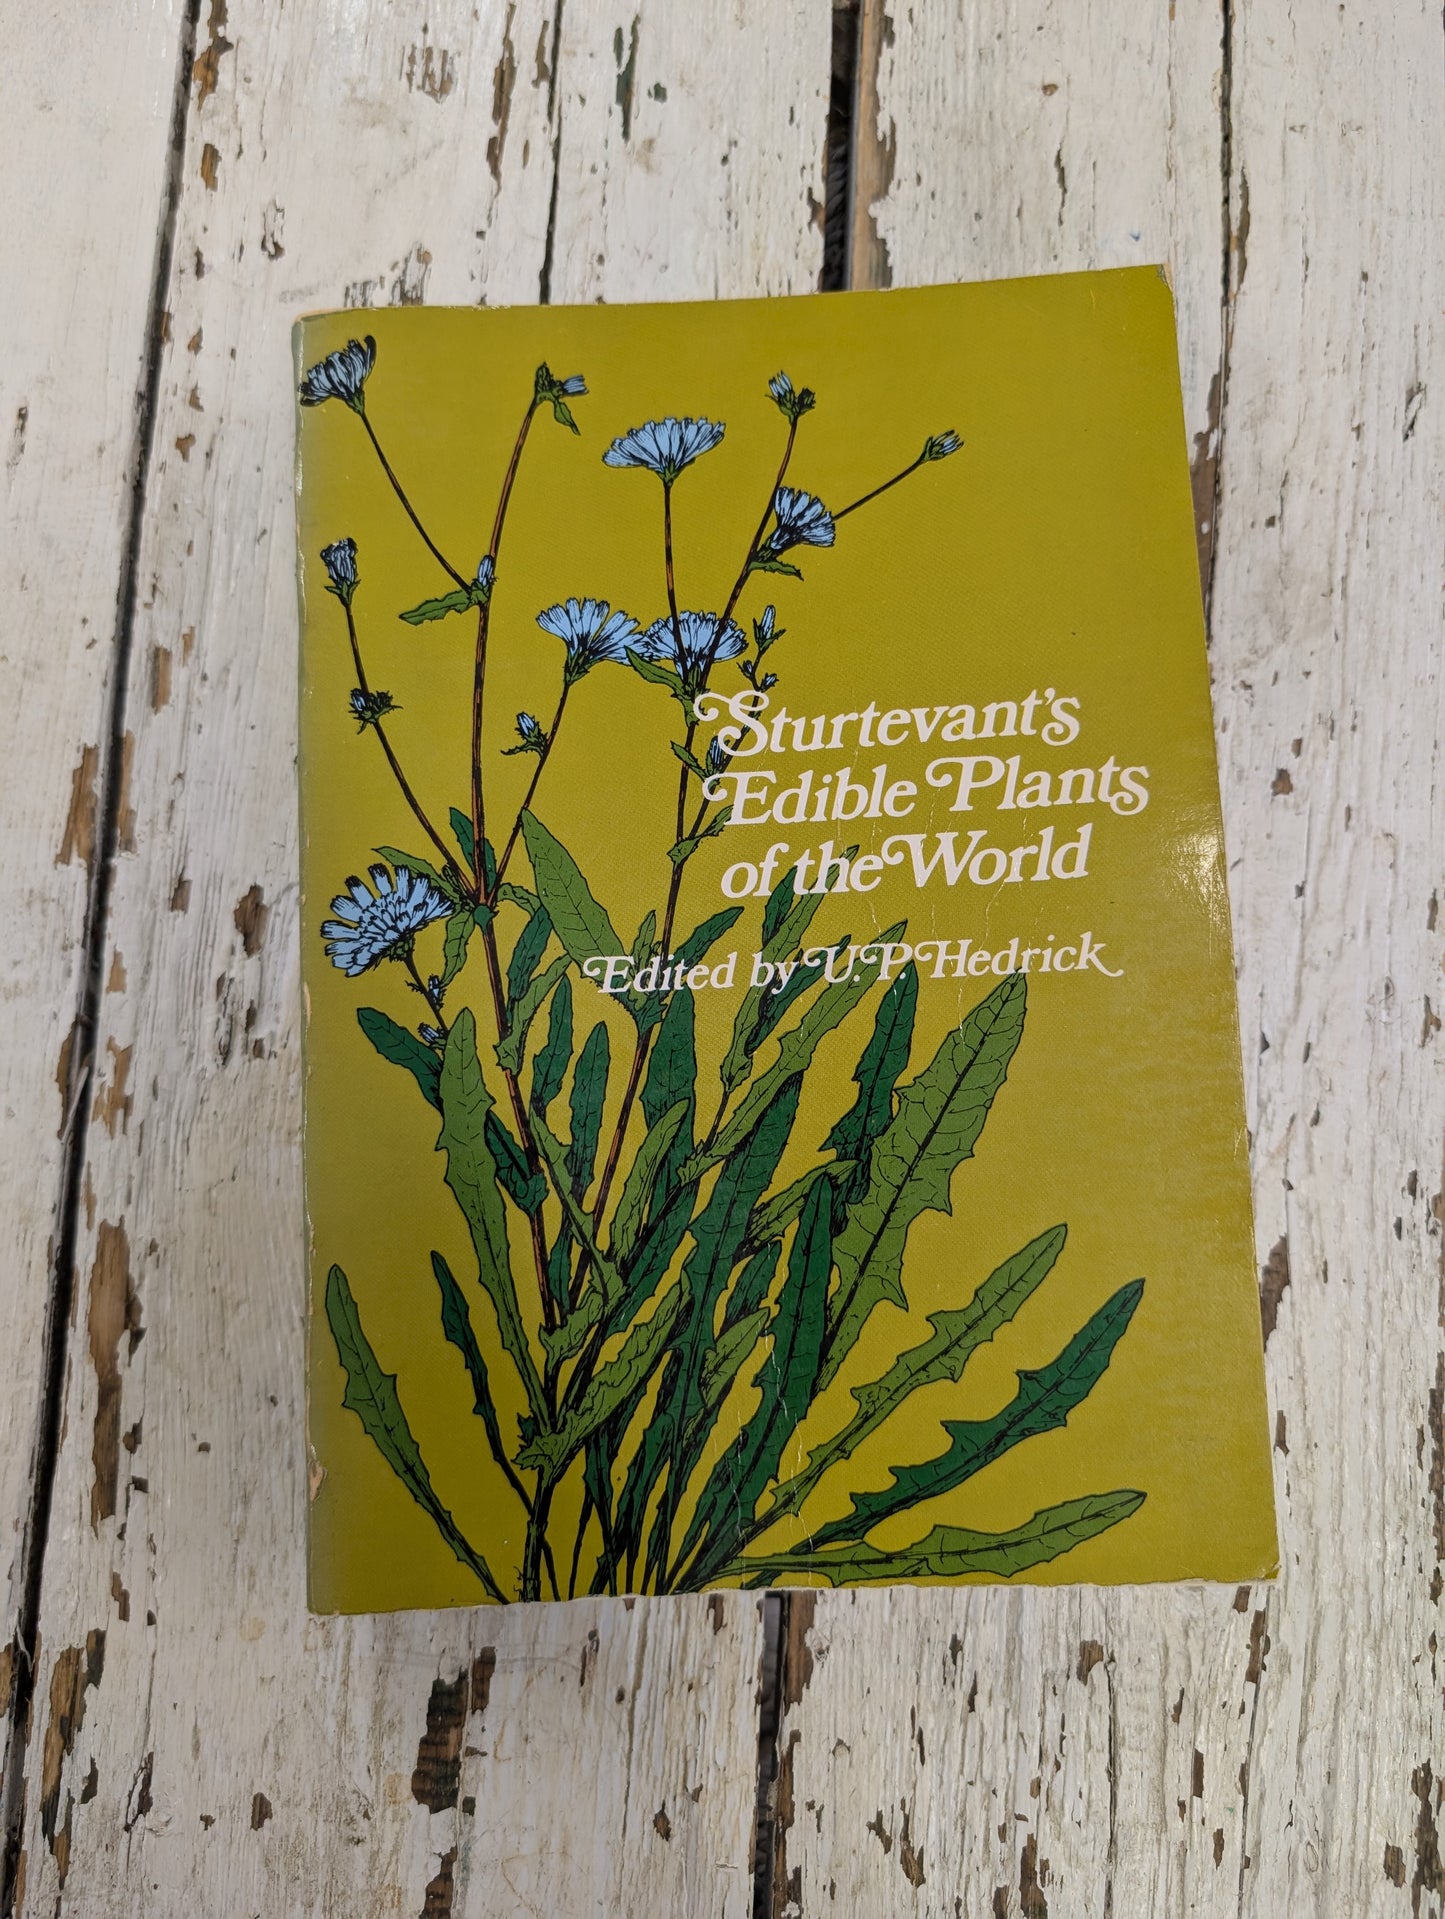 Sturtevant's
Edible Plants
of the World
Edited by U.P. Hedrick